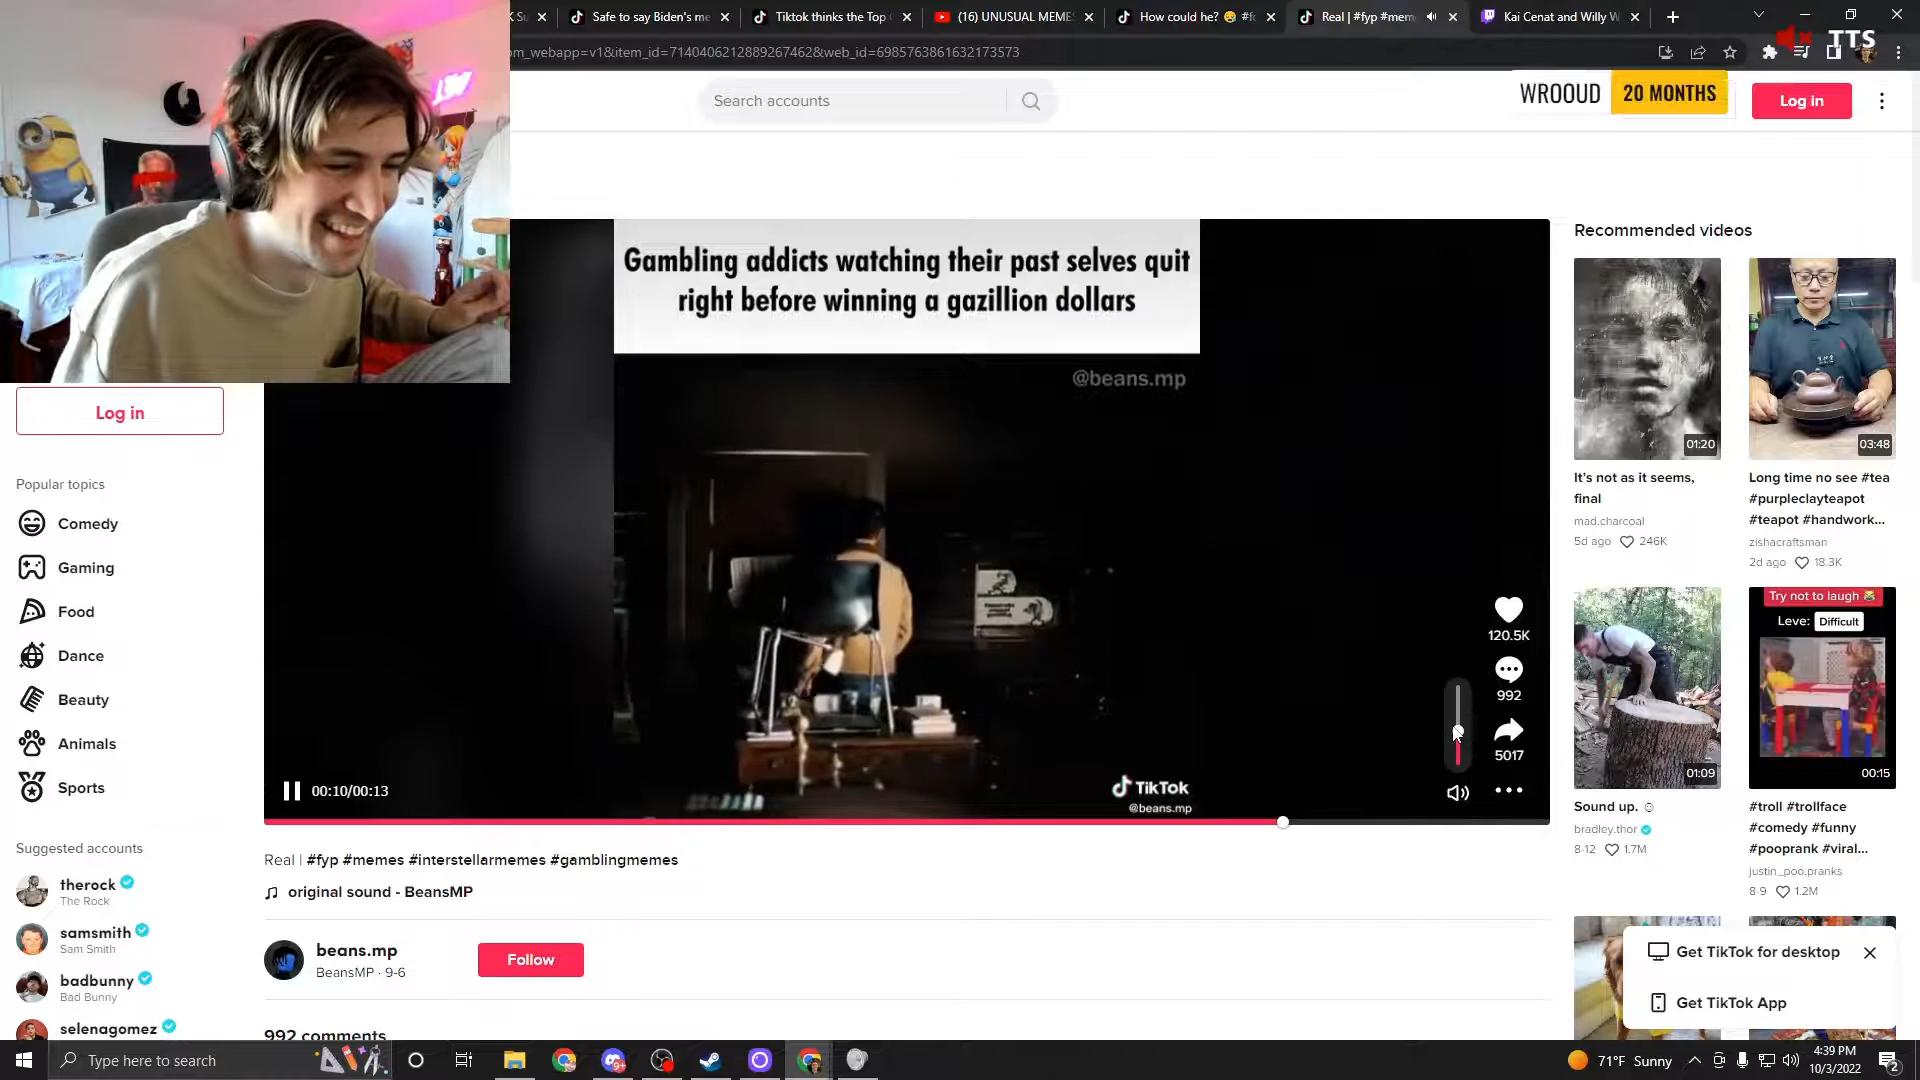 Safe to say Biden's me
Tiktok thinks the Top
(16) UNUSUAL MEMES
How could he? 😢 #fo
Real | #fyp #mem
Kai Cenat and Willy W
TTS
om_webapp=v1&item_id=7140406212889267462&web_id=6985763861632173573
Search accounts
WROOUD 20 MONTHS
Log in
Gambling addicts watching their past selves quit
right before winning a gazillion dollars
@beans.mp
120.5K
992
5017
TikTok
@beans.mp
00:10/00:13
Real | #fyp #memes #interstellarmemes #gamblingmemes
original sound - BeansMP
beans.mp
BeansMP · 9-6
Follow
992 comments
Log in
Popular topics
Comedy
Gaming
Food
Dance
Beauty
Animals
Sports
Suggested accounts
therock
The Rock
samsmith
Sam Smith
badbunny
Bad Bunny
selenagomez
Recommended videos
01:20
It's not as it seems,
final
mad.charcoal
5d ago 246K
03:48
Long time no see #tea
#purpleclayteapot
#teapot #handwork...
zishacraftsman
2d ago 18.3K
01:09
Sound up. ☺
bradley.thor
8-12 1.7M
Try not to laugh 😹
Leve: Difficult
00:15
#troll #trollface
#comedy #funny
#pooprank #viral...
justin_poo.pranks
8-9 1.2M
Get TikTok for desktop
Get TikTok App
Type here to search
71°F Sunny
4:39 PM
10/3/2022
2